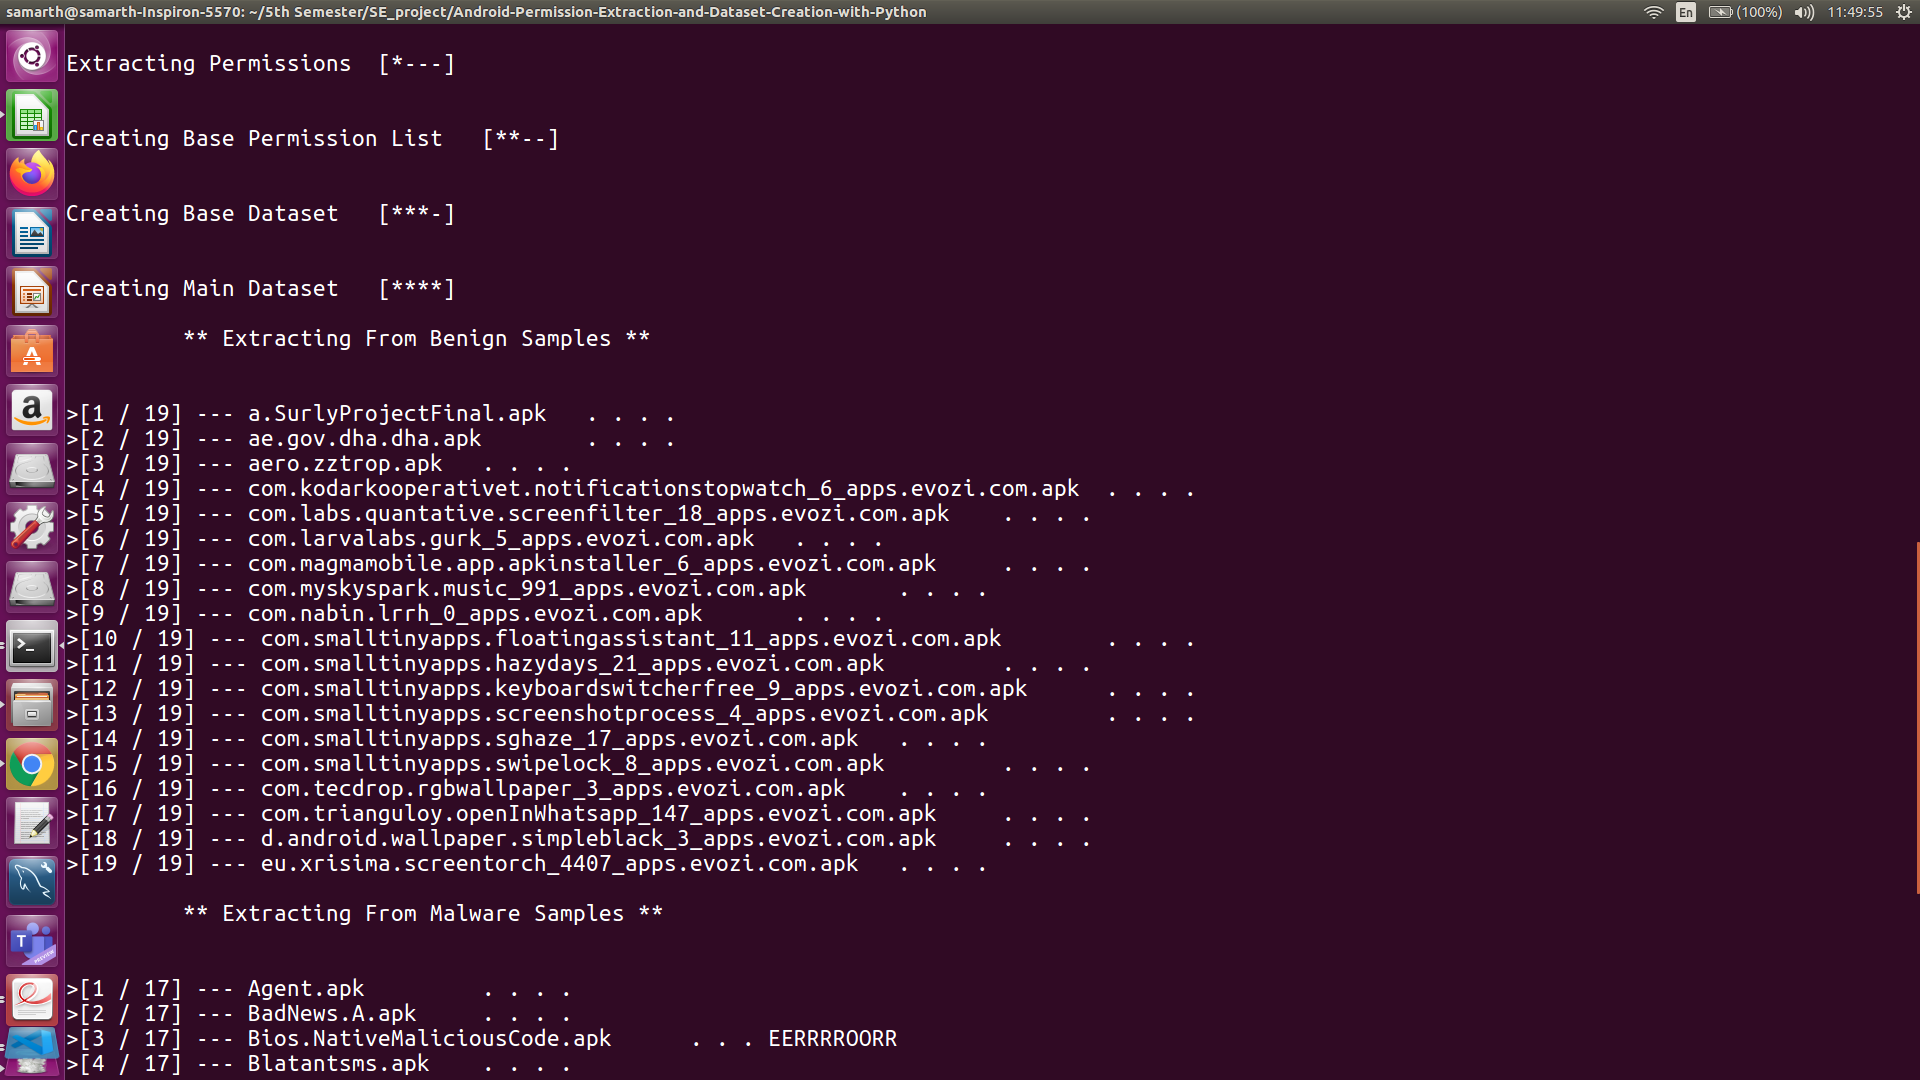 samarth@samarth-Inspiron-5570: ~/5th Semester/SE_project/Android-Permission-Extraction-and-Dataset-Creation-with-Python
En (100%) 11:49:55
Extracting Permissions [*---]
Creating Base Permission List [**--]
Creating Base Dataset [***-]
Creating Main Dataset [****]
** Extracting From Benign Samples **
>[1 / 19] --- a.SurlyProjectFinal.apk . . . .
>[2 / 19] --- ae.gov.dha.dha.apk . . . .
>[3 / 19] --- aero.zztrop.apk . . . .
>[4 / 19] --- com.kodarkooperativet.notificationstopwatch_6_apps.evozi.com.apk . . . .
>[5 / 19] --- com.labs.quantative.screenfilter_18_apps.evozi.com.apk . . . .
>[6 / 19] --- com.larvalabs.gurk_5_apps.evozi.com.apk . . . .
>[7 / 19] --- com.magmamobile.app.apkinstaller_6_apps.evozi.com.apk . . . .
>[8 / 19] --- com.myskyspark.music_991_apps.evozi.com.apk . . . .
>[9 / 19] --- com.nabin.lrrh_0_apps.evozi.com.apk . . . .
>[10 / 19] --- com.smalltinyapps.floatingassistant_11_apps.evozi.com.apk . . . .
>[11 / 19] --- com.smalltinyapps.hazydays_21_apps.evozi.com.apk . . . .
>[12 / 19] --- com.smalltinyapps.keyboardswitcherfree_9_apps.evozi.com.apk . . . .
>[13 / 19] --- com.smalltinyapps.screenshotprocess_4_apps.evozi.com.apk . . . .
>[14 / 19] --- com.smalltinyapps.sghaze_17_apps.evozi.com.apk . . . .
>[15 / 19] --- com.smalltinyapps.swipelock_8_apps.evozi.com.apk . . . .
>[16 / 19] --- com.tecdrop.rgbwallpaper_3_apps.evozi.com.apk . . . .
>[17 / 19] --- com.trianguloy.openInWhatsapp_147_apps.evozi.com.apk . . . .
>[18 / 19] --- d.android.wallpaper.simpleblack_3_apps.evozi.com.apk . . . .
>[19 / 19] --- eu.xrisima.screentorch_4407_apps.evozi.com.apk . . . .
** Extracting From Malware Samples **
>[1 / 17] --- Agent.apk . . . .
>[2 / 17] --- BadNews.A.apk . . . .
>[3 / 17] --- Bios.NativeMaliciousCode.apk . . . EERRRROORR
>[4 / 17] --- Blatantsms.apk . . . .